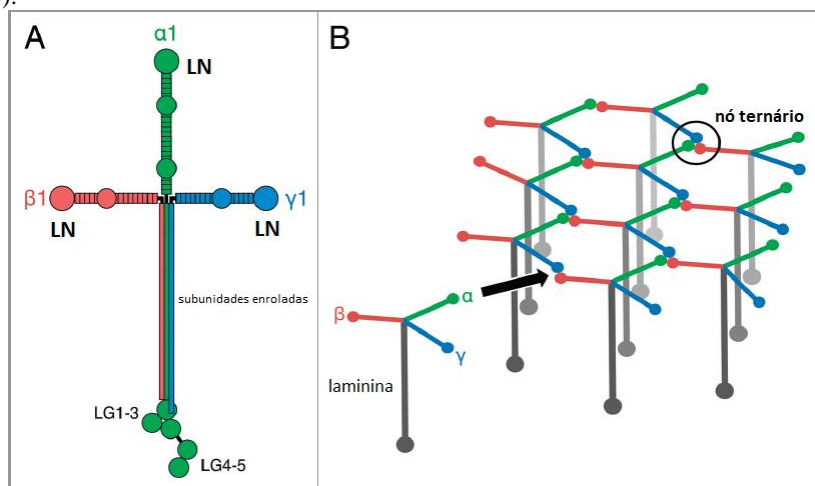 ).
A
α1
LN
β1
LN
γ1
LN
subunidades enroladas
LG1-3
LG4-5
B
nó ternário
β
α
γ
laminina